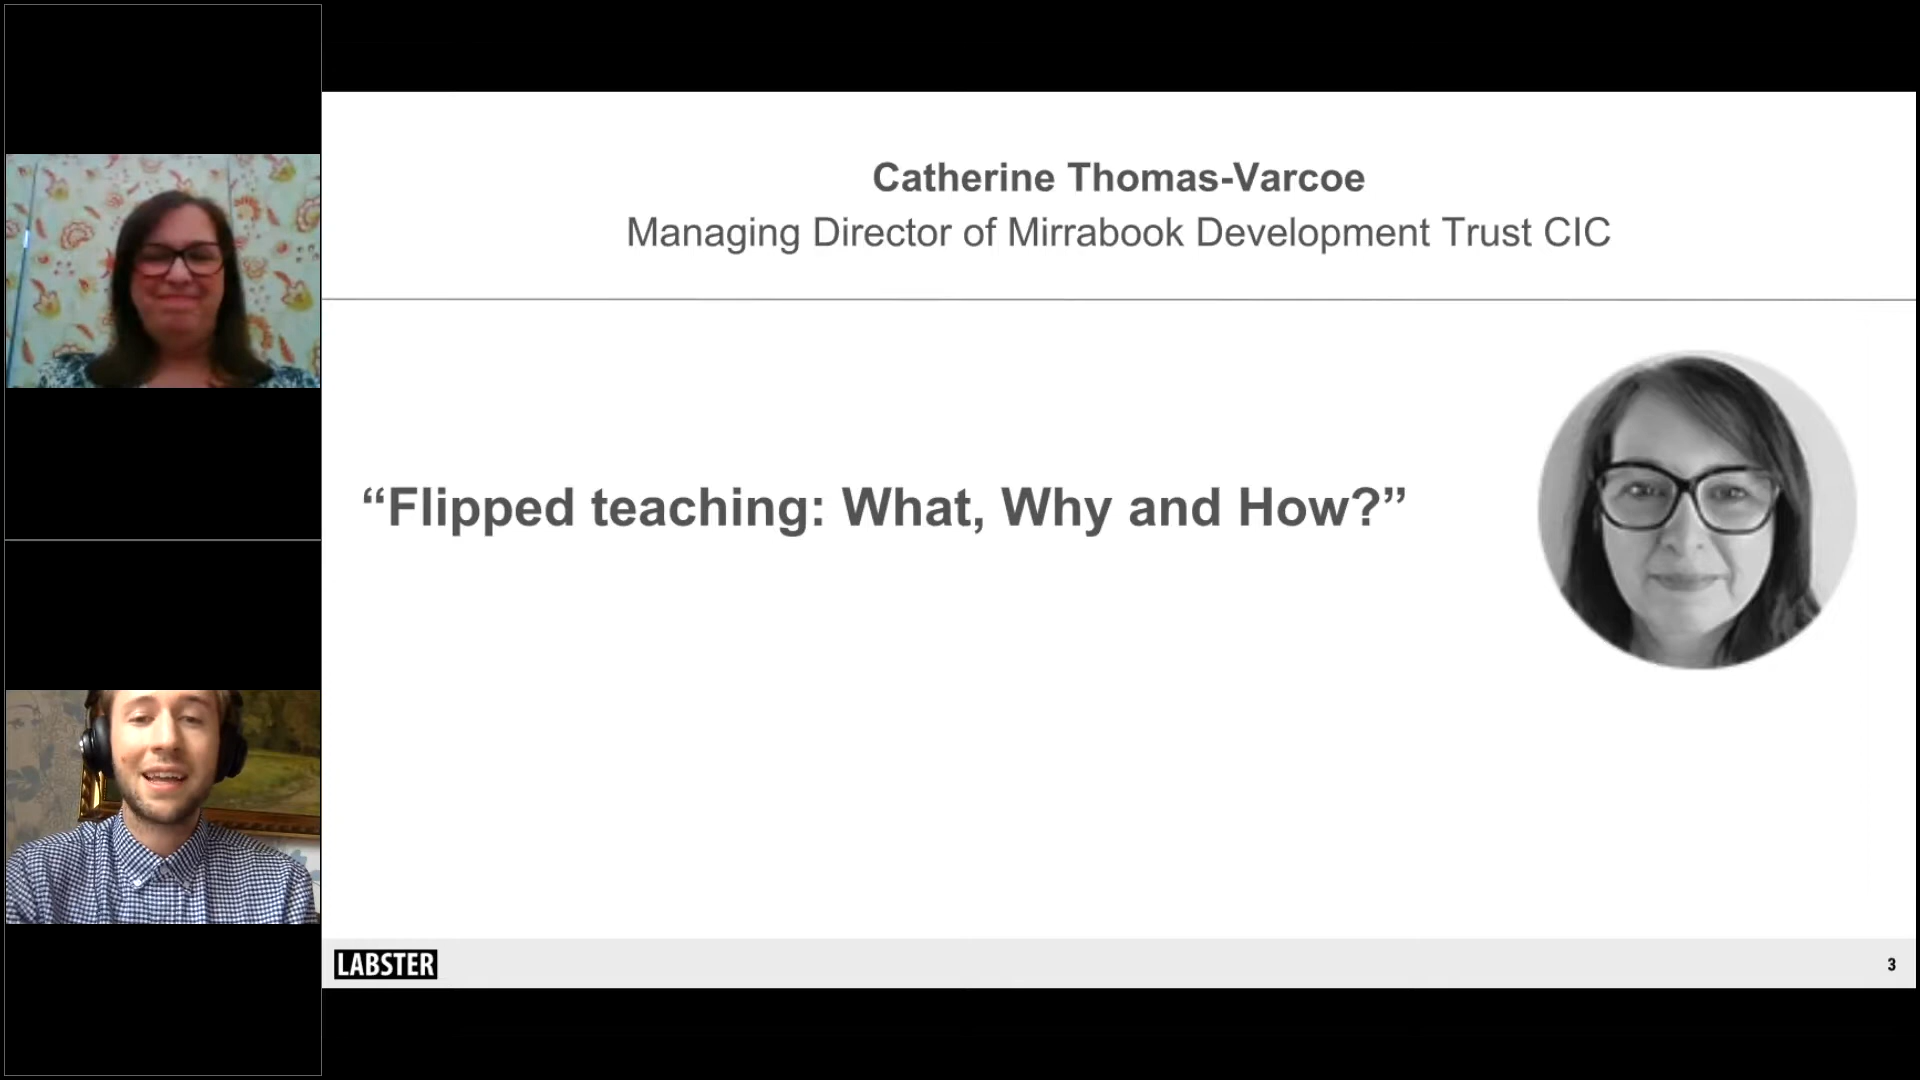 Catherine Thomas-Varcoe
Managing Director of Mirrabook Development Trust CIC
“Flipped teaching: What, Why and How?”
LABSTER
3